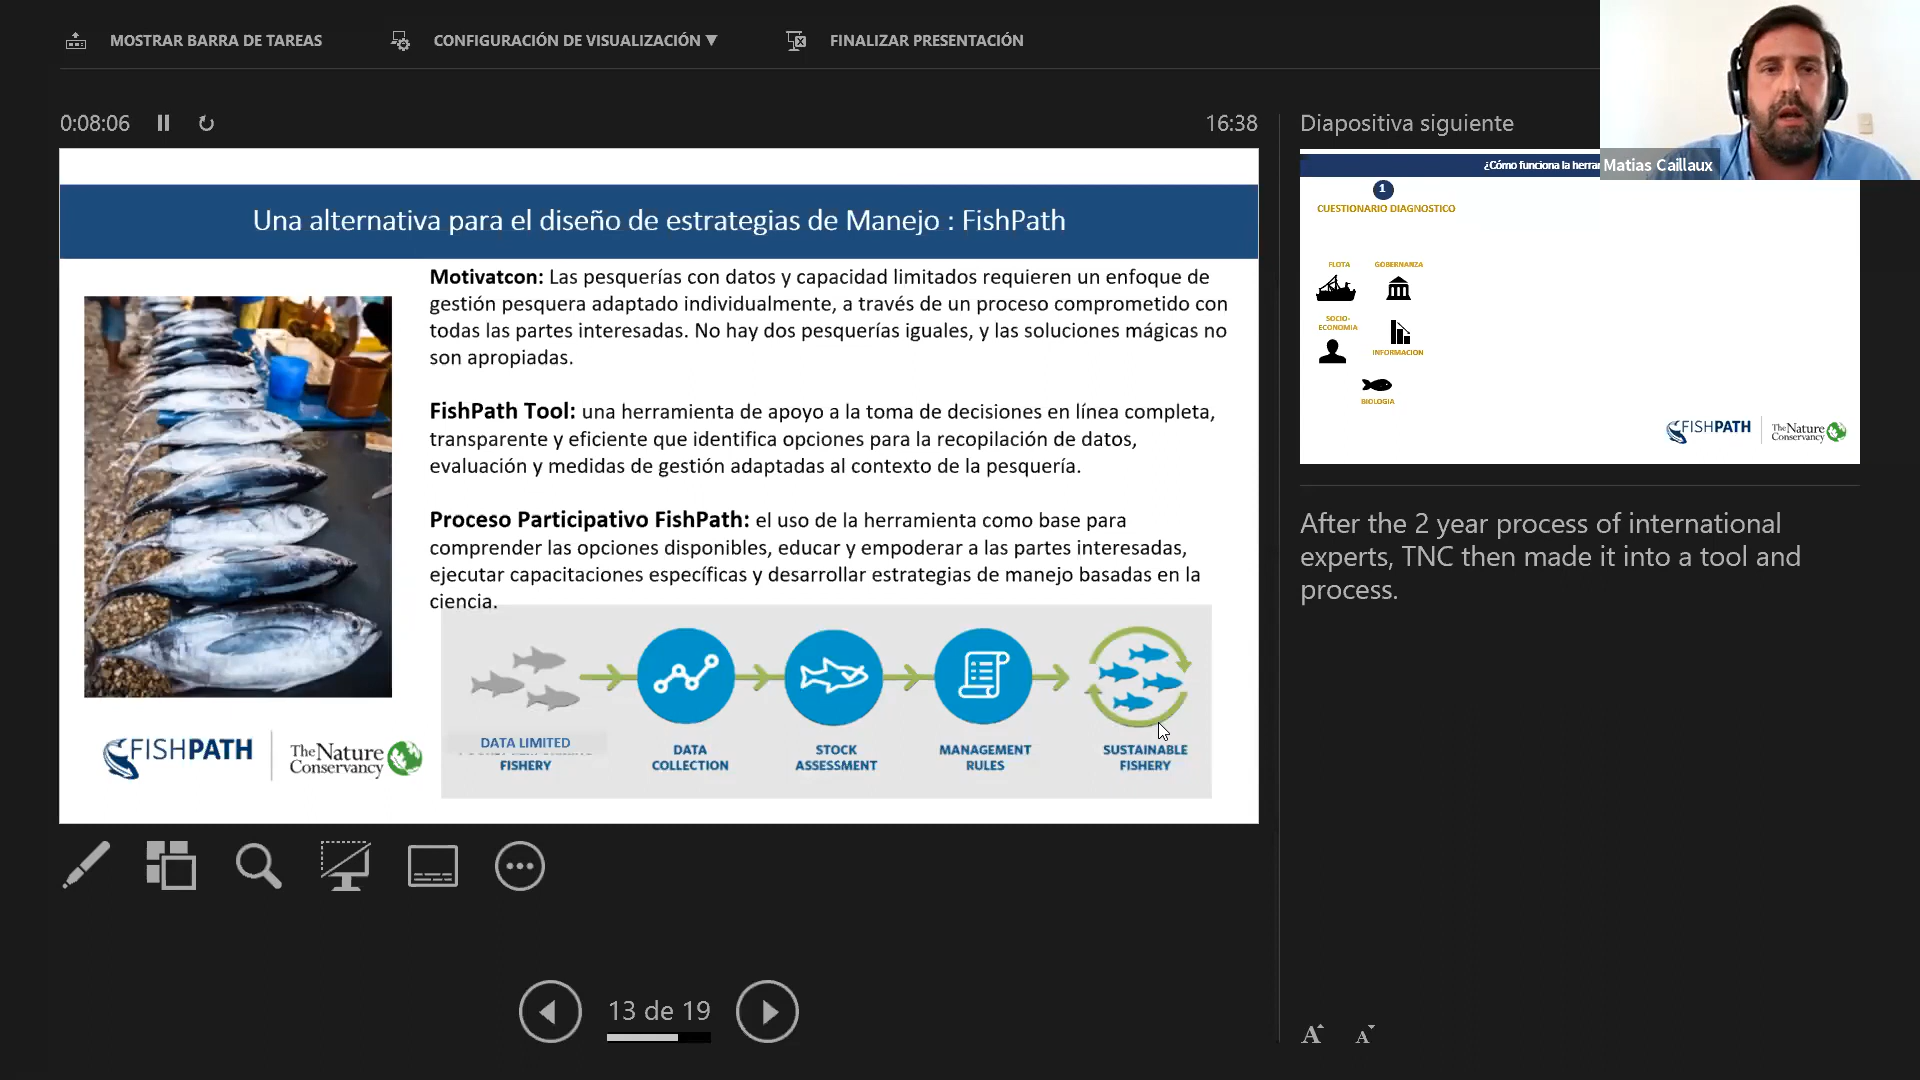 MOSTRAR BARRA DE TAREAS
CONFIGURACIÓN DE VISUALIZACIÓN ▼
FINALIZAR PRESENTACIÓN
0:08:06
16:38
Una alternativa para el diseño de estrategias de Manejo : FishPath
Motivatcon: Las pesquerías con datos y capacidad limitados requieren un enfoque de
gestión pesquera adaptado individualmente, a través de un proceso comprometido con
todas las partes interesadas. No hay dos pesquerías iguales, y las soluciones mágicas no
son apropiadas.
FishPath Tool: una herramienta de apoyo a la toma de decisiones en línea completa,
transparente y eficiente que identifica opciones para la recopilación de datos,
evaluación y medidas de gestión adaptadas al contexto de la pesquería.
Proceso Participativo FishPath: el uso de la herramienta como base para
comprender las opciones disponibles, educar y empoderar a las partes interesadas,
ejecutar capacitaciones específicas y desarrollar estrategias de manejo basadas en la
ciencia.
DATA LIMITED
FISHERY
DATA
COLLECTION
STOCK
ASSESSMENT
MANAGEMENT
RULES
SUSTAINABLE
FISHERY
FISHPATH
The Nature
Conservancy
13 de 19
Diapositiva siguiente
Matias Caillaux
¿Cómo funciona la
1
CUESTIONARIO DIAGNOSTICO
FLOTA
GOBERNANZA
SOCIO-
ECONOMIA
INFORMACION
BIOLOGIA
FISHPATH
The Nature
Conservancy
After the 2 year process of international
experts, TNC then made it into a tool and
process.
A A